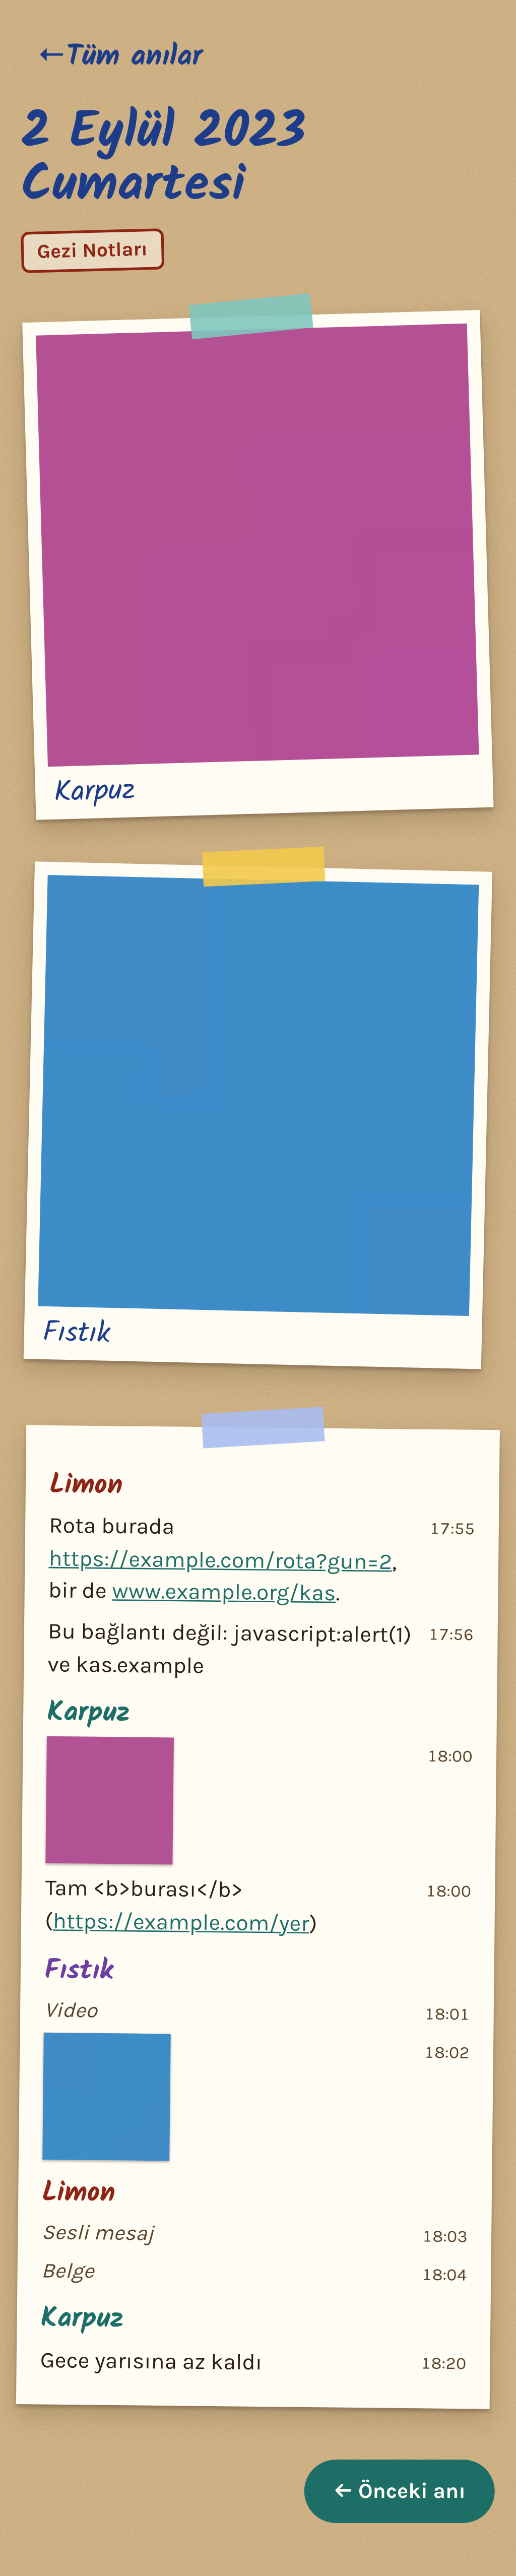 ←Tüm anılar
2 Eylül 2023
Cumartesi
Gezi Notları
Karpuz
Fıstık
Limon
Rota burada 17:55
https://example.com/rota?gun=2,
bir de www.example.org/kas.
Bu bağlantı değil: javascript:alert(1) 17:56
ve kas.example
Karpuz
18:00
Tam <b>burası</b> 18:00
(https://example.com/yer)
Fıstık
Video 18:01
18:02
Limon
Sesli mesaj 18:03
Belge 18:04
Karpuz
Gece yarısına az kaldı 18:20
← Önceki anı